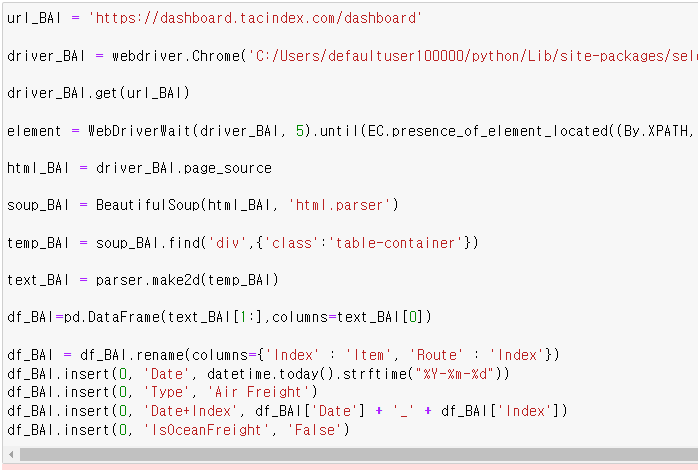 url_BAI = 'https://dashboard.tacindex.com/dashboard'
driver_BAI = webdriver.Chrome('C:/Users/defaultuser100000/python/Lib/site-packages/sele
driver_BAI.get(url_BAI)
element = WebDriverWait(driver_BAI, 5).until(EC.presence_of_element_located((By.XPATH,
html_BAI = driver_BAI.page_source
soup_BAI = BeautifulSoup(html_BAI, 'html.parser')
temp_BAI = soup_BAI.find('div',{'class':'table-container'})
text_BAI = parser.make2d(temp_BAI)
df_BAI=pd.DataFrame(text_BAI[1:],columns=text_BAI[0])
df_BAI = df_BAI.rename(columns={'Index' : 'Item', 'Route' : 'Index'})
df_BAI.insert(0, 'Date', datetime.today().strftime("%Y-%m-%d"))
df_BAI.insert(0, 'Type', 'Air Freight')
df_BAI.insert(0, 'Date+Index', df_BAI['Date'] + '_' + df_BAI['Index'])
df_BAI.insert(0, 'IsOceanFreight', 'False')